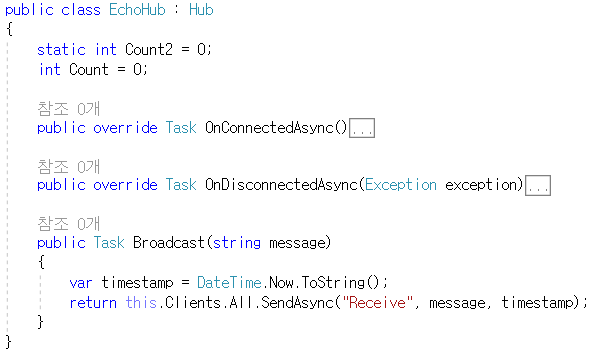 public class EchoHub : Hub
{
static int Count2 = 0;
int Count = 0;
참조 0개
public override Task OnConnectedAsync()...
참조 0개
public override Task OnDisconnectedAsync(Exception exception)...
참조 0개
public Task Broadcast(string message)
{
var timestamp = DateTime.Now.ToString();
return this.Clients.All.SendAsync("Receive", message, timestamp);
}
}